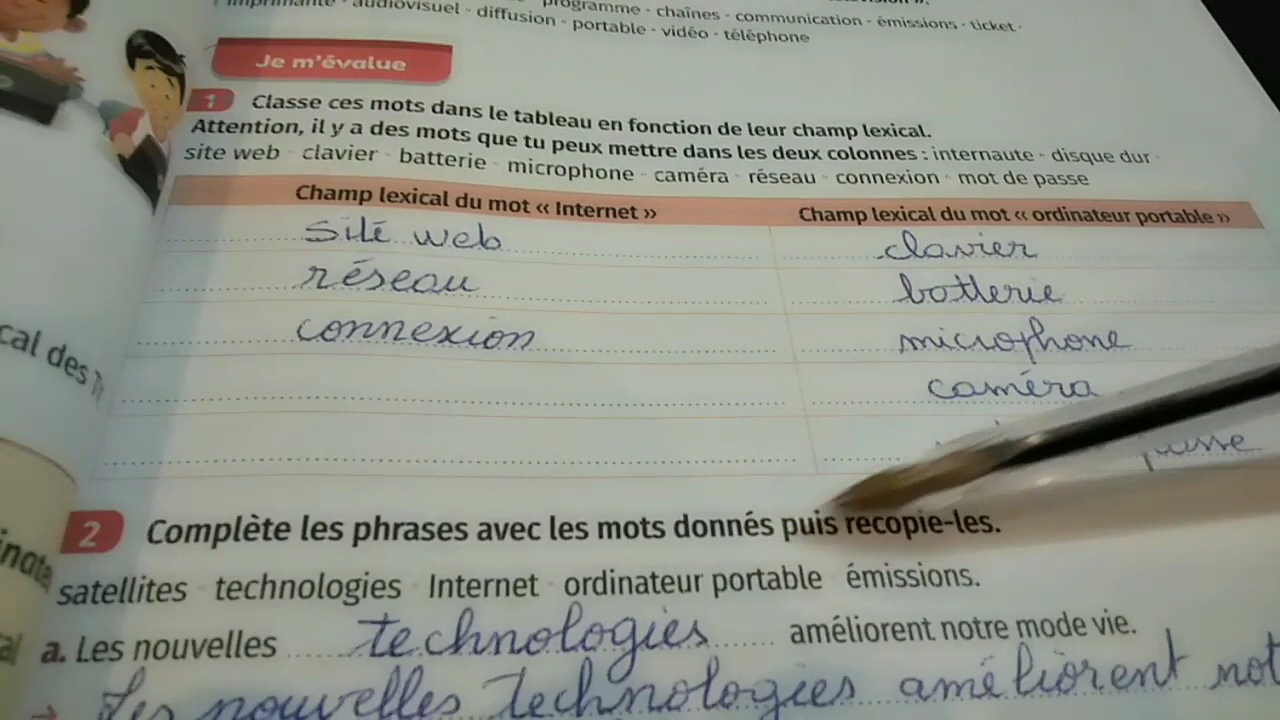 programme - chaînes - communication - émissions - ticket -
imprimante - audiovisuel - diffusion - portable - vidéo - téléphone
Je m'évalue
1 Classe ces mots dans le tableau en fonction de leur champ lexical.
Attention, il y a des mots que tu peux mettre dans les deux colonnes : internaute - disque dur -
site web - clavier - batterie - microphone - caméra - réseau - connexion - mot de passe
Champ lexical du mot « Internet » Champ lexical du mot « ordinateur portable »
site web clavier
réseau batterie
connexion microphone
caméra
passe
cal des
2 Complète les phrases avec les mots donnés puis recopie-les.
satellites - technologies - Internet - ordinateur portable - émissions.
a. Les nouvelles technologies améliorent notre mode vie.
Les nouvelles technologies améliorent not